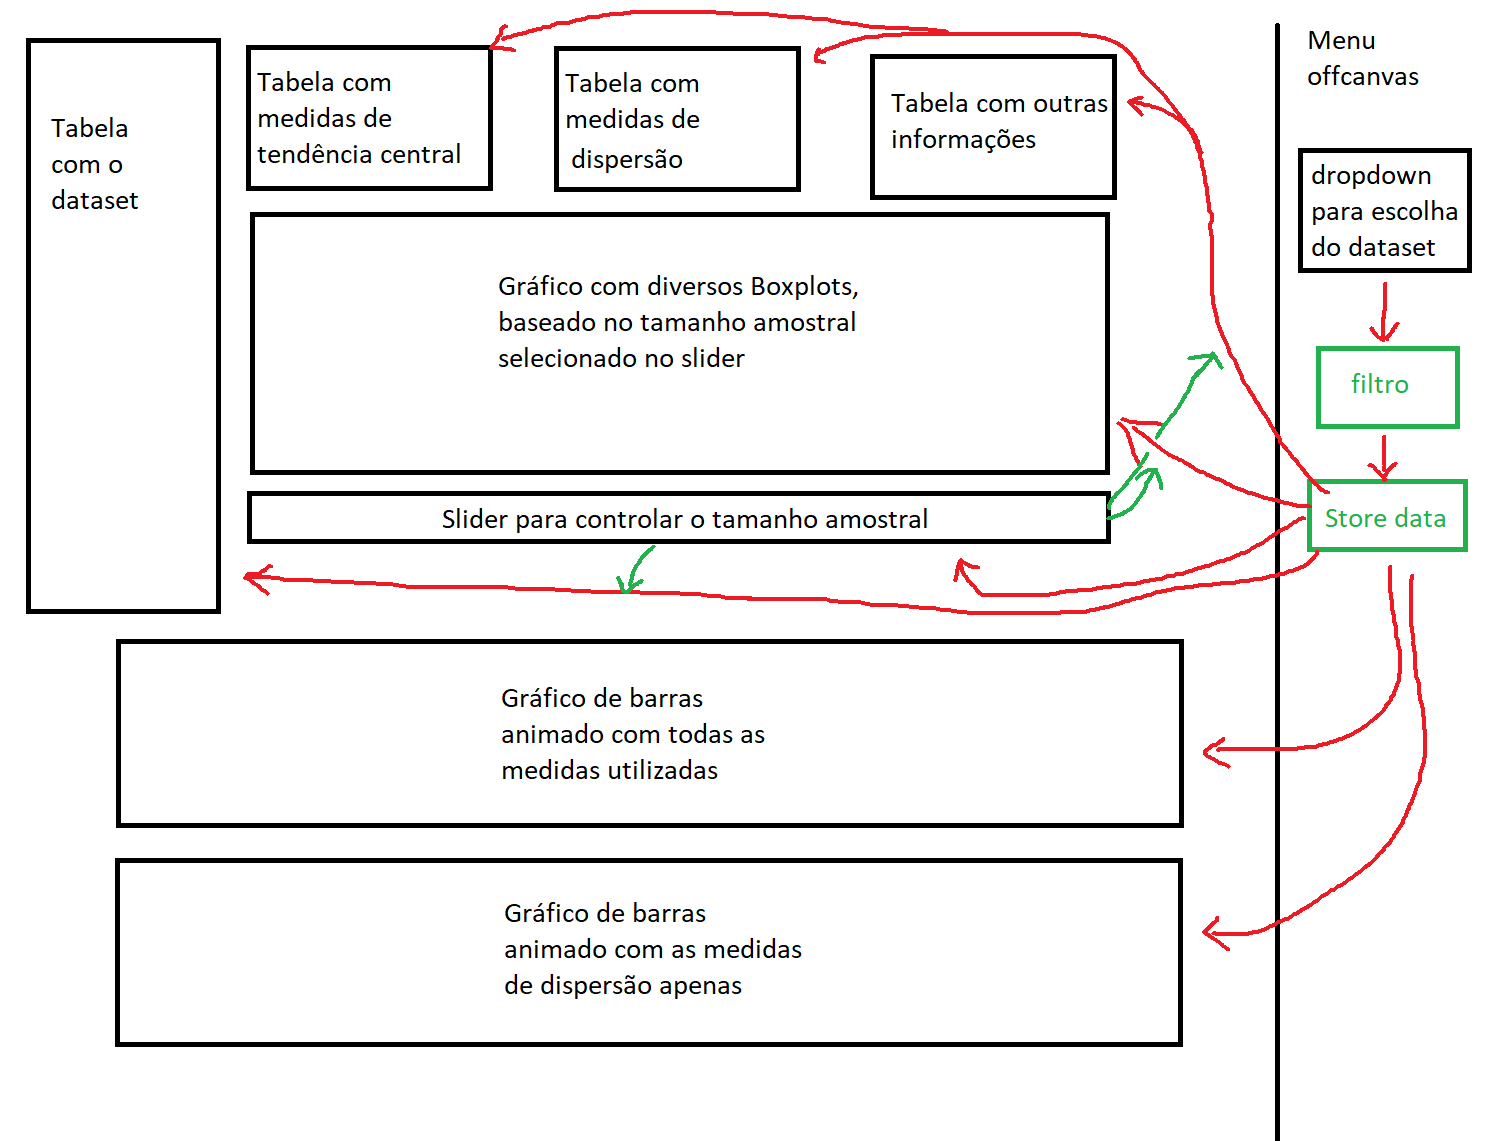 Tabela
com o
dataset
Tabela com
medidas de
tendência central
Tabela com
medidas de
dispersão
Tabela com outras
informações
Menu
offcanvas
dropdown
para escolha
do dataset
filtro
Store data
Gráfico com diversos Boxplots,
baseado no tamanho amostral
selecionado no slider
Slider para controlar o tamanho amostral
Gráfico de barras
animado com todas as
medidas utilizadas
Gráfico de barras
animado com as medidas
de dispersão apenas